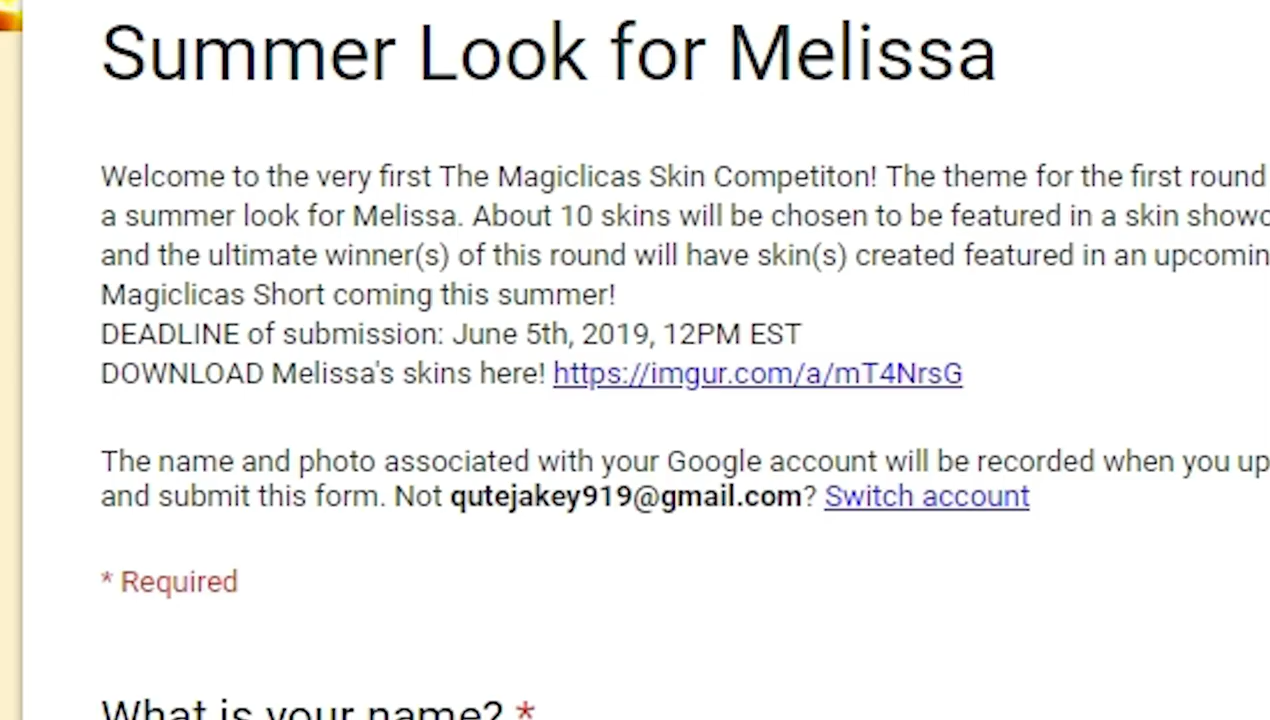 Summer Look for Melissa
Welcome to the very first The Magiclicas Skin Competiton! The theme for the first round
a summer look for Melissa. About 10 skins will be chosen to be featured in a skin
and the ultimate winner(s) of this round will have skin(s) created featured in an
Magiclicas Short coming this summer!
DEADLINE of submission: June 5th, 2019, 12PM EST
DOWNLOAD Melissa's skins here! https://imgur.com/a/mT4NrsG
The name and photo associated with your Google account will be recorded when you up
and submit this form. Not qutejakey919@gmail.com? Switch account
* Required
What is your name? *